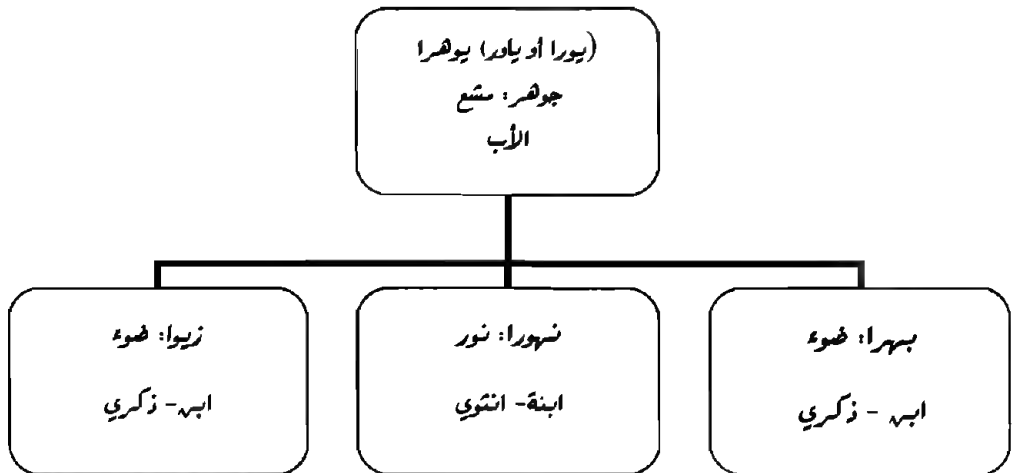 (يورا أو ياور) يوهرا
جوهر: مشع
الأب
بهرا: ضوء
ابن - ذكري
نهورا: نور
ابنة - انثوي
زيوا: ضوء
ابن - ذكري